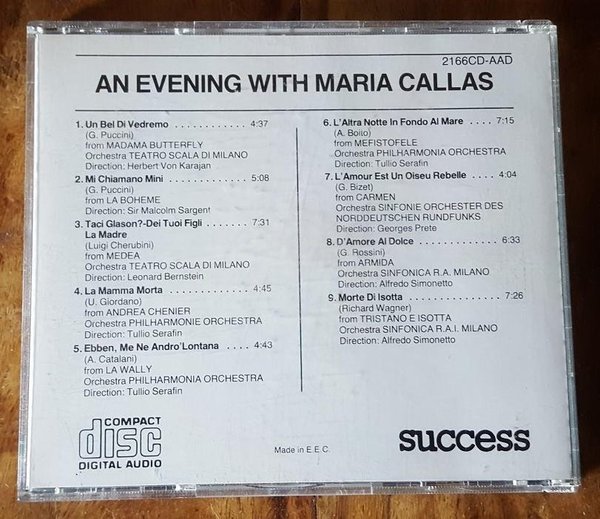 2166CD-AAD
AN EVENING WITH MARIA CALLAS
1. Un Bel Di Vedremo . . . . . . . . . . . . 4:37
(G. Puccini)
from MADAMA BUTTERFLY
Orchestra TEATRO SCALA DI MILANO
Direction: Herbert Von Karajan
2. Mi Chiamano Mini . . . . . . . . . . . . . 5:08
(G. Puccini)
from LA BOHEME
Direction: Sir Malcolm Sargent
3. Taci Glason?-Dei Tuoi Figli . . . . . . . 7:31
La Madre
(Luigi Cherubini)
from MEDEA
Orchestra TEATRO SCALA DI MILANO
Direction: Leonard Bernstein
4. La Mamma Morta . . . . . . . . . . . . . 4:45
(U. Giordano)
from ANDREA CHENIER
Orchestra PHILHARMONIE ORCHESTRA
Direction: Tullio Serafin
5. Ebben, Me Ne Andro'Lontana . . . . 4:43
(A. Catalani)
from LA WALLY
Orchestra PHILHARMONIA ORCHESTRA
Direction: Tullio Serafin
6. L'Altra Notte In Fondo Al Mare . . . . 7:15
(A. Boito)
from MEFISTOFELE
Orchestra PHILHARMONIA ORCHESTRA
Direction: Tullio Serafin
7. L'Amour Est Un Oiseu Rebelle . . . . 4:04
(G. Bizet)
from CARMEN
Orchestra SINFONIE ORCHESTER DES
NORDDEUTSCHEN RUNDFUNKS
Direction: Georges Prete
8. D'Amore Al Dolce . . . . . . . . . . . . . 6:33
(G. Rossini)
from ARMIDA
Orchestra SINFONICA R.A. MILANO
Direction: Alfredo Simonetto
9. Morte Di Isotta . . . . . . . . . . . . . . . 7:26
(Richard Wagner)
from TRISTANO E ISOTTA
Orchestra SINFONICA R.A.I. MILANO
Direction: Alfredo Simonetto
COMPACT
disc
DIGITAL AUDIO
Made in E.E.C.
success